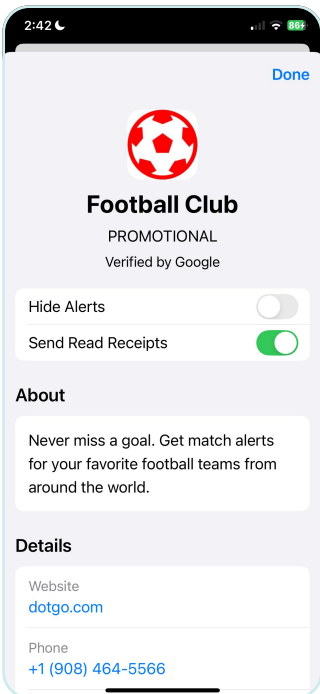 2:42
86
Done
Football Club
PROMOTIONAL
Verified by Google
Hide Alerts
Send Read Receipts
About
Never miss a goal. Get match alerts
for your favorite football teams from
around the world.
Details
Website
dotgo.com
Phone
+1 (908) 464-5566